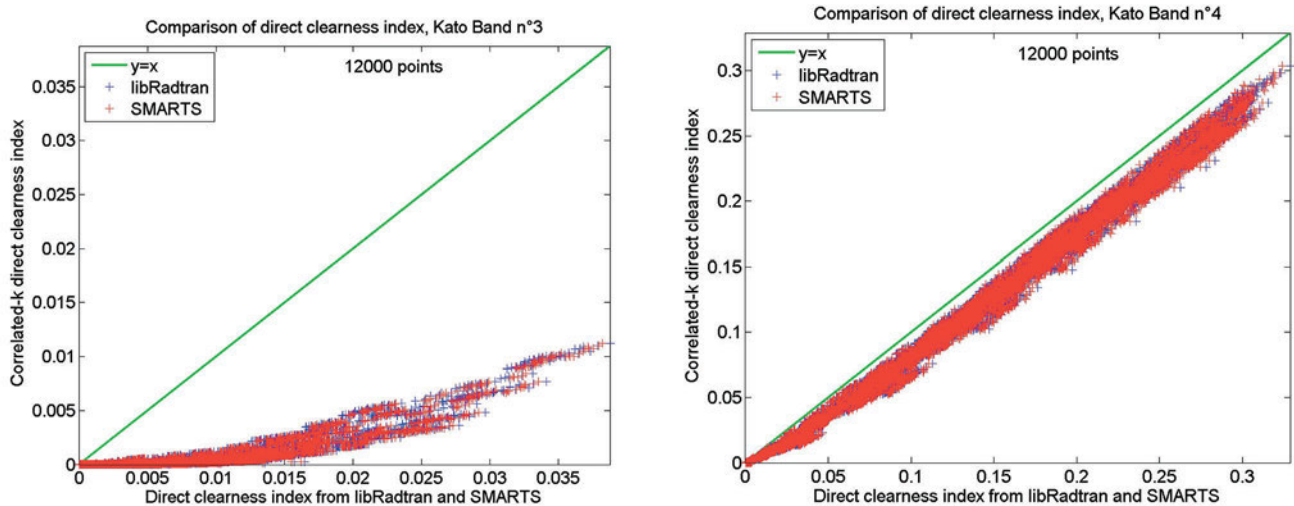 Comparison of direct clearness index, Kato Band n°3
y=x
libRadtran
SMARTS
12000 points
0.035
0.03
0.025
0.02
0.015
0.01
0.005
0
Correlated-k direct clearness index
0 0.005 0.01 0.015 0.02 0.025 0.03 0.035
Direct clearness index from libRadtran and SMARTS
Comparison of direct clearness index, Kato Band n°4
y=x
libRadtran
SMARTS
12000 points
0.3
0.25
0.2
0.15
0.1
0.05
0
Correlated-k direct clearness index
0 0.05 0.1 0.15 0.2 0.25 0.3
Direct clearness index from libRadtran and SMARTS